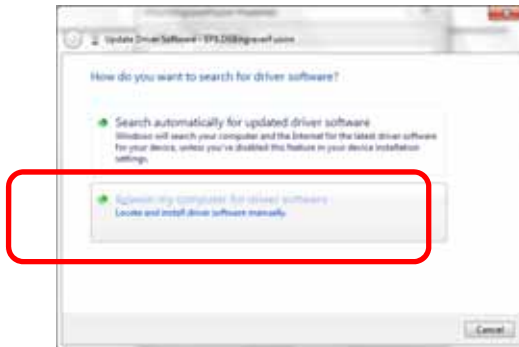 Update Driver Software -
How do you want to search for driver software?
Search automatically for updated driver software
Windows will search your computer and the Internet for the latest driver software
for your device, unless you've disabled this feature in your device installation
settings.
Browse my computer for driver software
Locate and install driver software manually.
Cancel